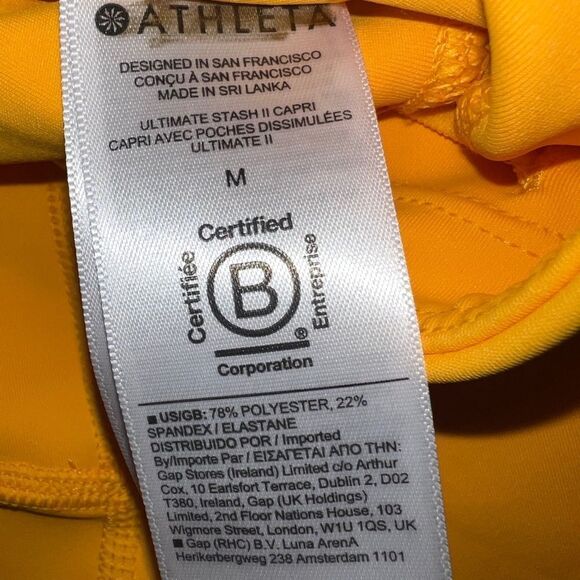 ATHLETA
DESIGNED IN SAN FRANCISCO
CONÇU À SAN FRANCISCO
MADE IN SRI LANKA
ULTIMATE STASH II CAPRI
CAPRI AVEC POCHES DISSIMULÉES
ULTIMATE II
M
Certified
Certifiée
B
Entreprise
®
Corporation
■ US/GB: 78% POLYESTER, 22%
SPANDEX / ELASTANE
DISTRIBUIDO POR / Imported
By/Importe Par / ΕΙΣΑΓΕΤΑΙ ΑΠΟ ΤΗΝ:
Gap Stores (Ireland) Limited c/o Arthur
Cox, 10 Earlsfort Terrace, Dublin 2, D02
T380, Ireland, Gap (UK Holdings)
Limited, 2nd Floor Nations House, 103
Wigmore Street, London, W1U 1QS, UK
■ Gap (RHC) B.V. Luna ArenA
Herikerbergweg 238 Amsterdam 1101